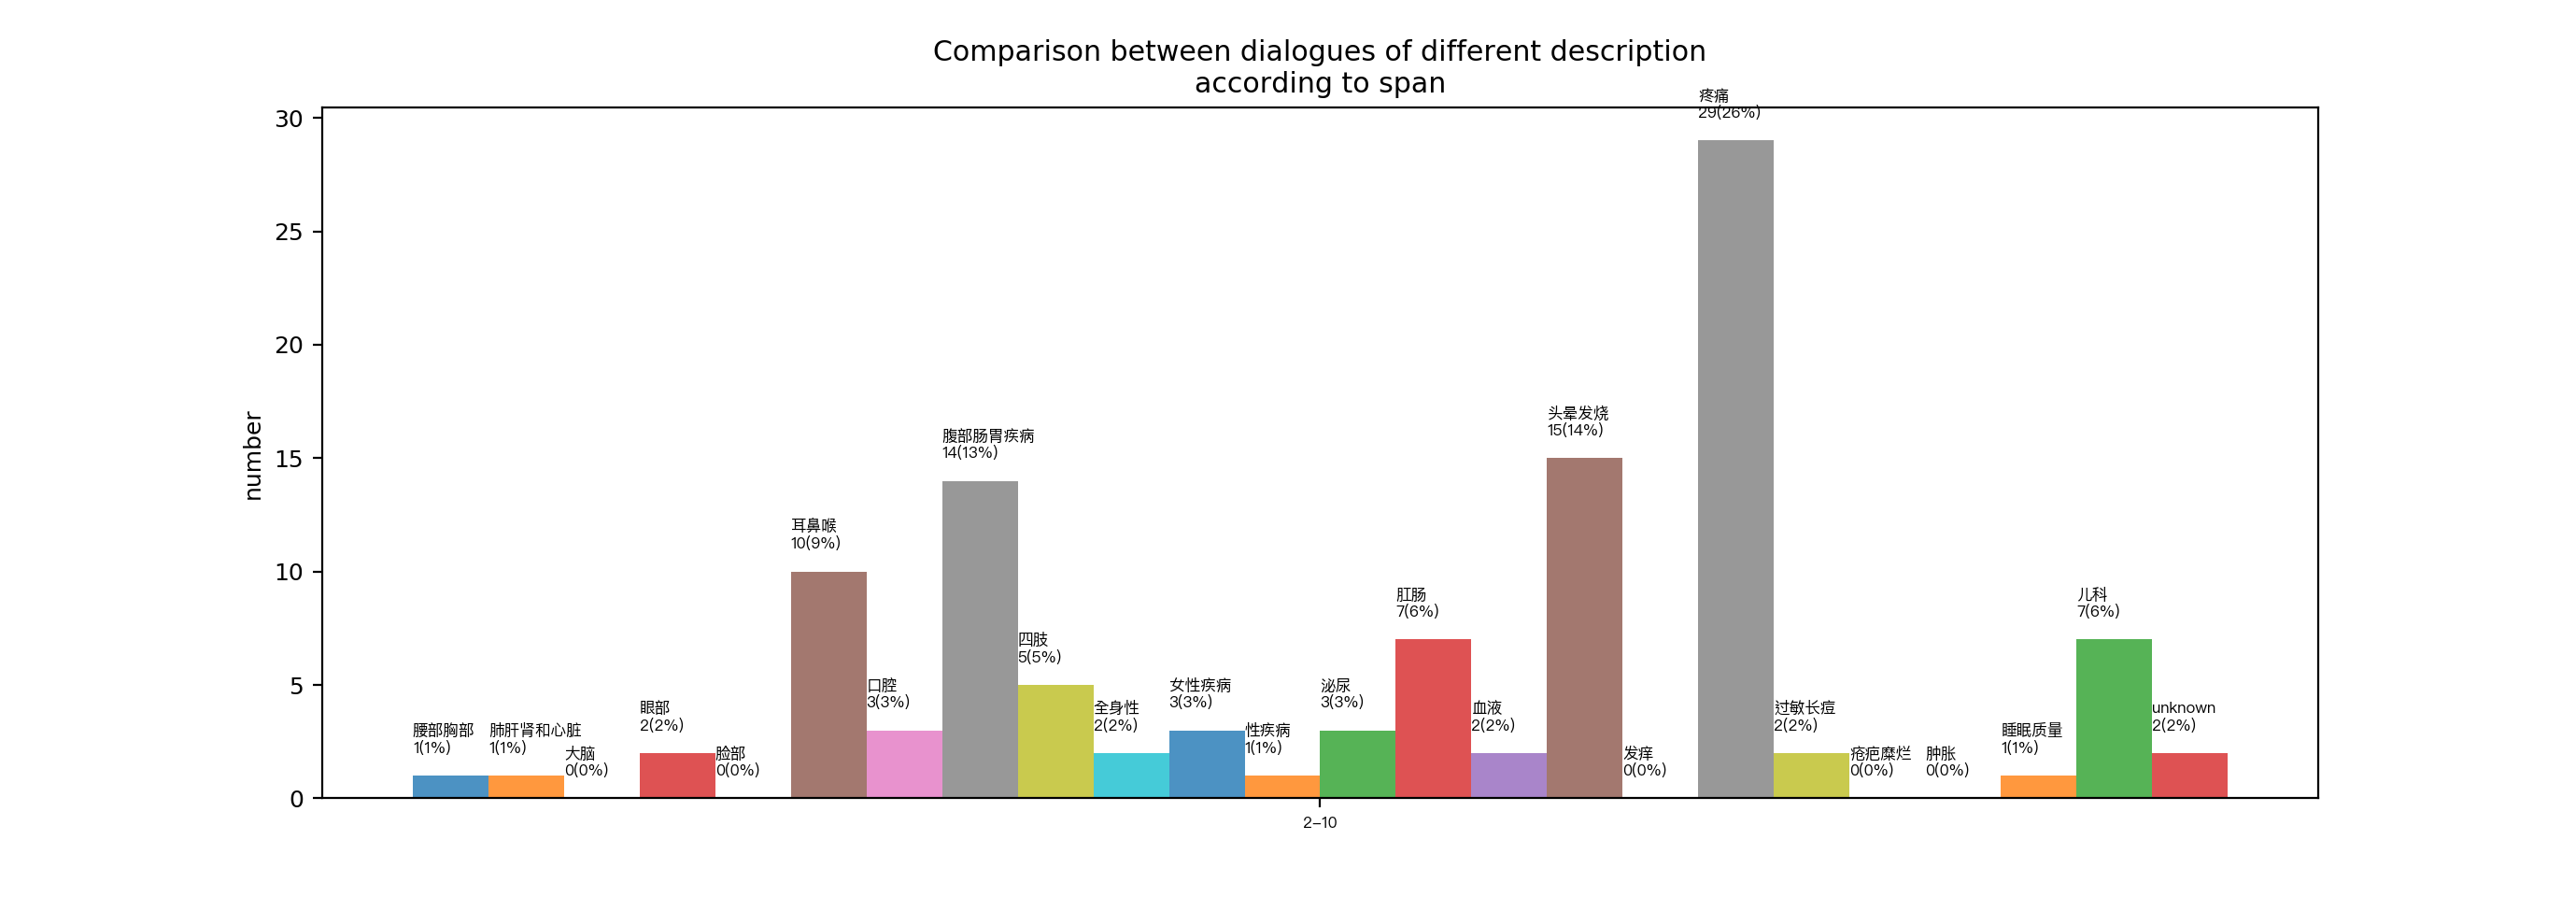 Comparison between dialogues of different description
according to span
number
30
25
20
15
10
5
0
腰部胸部
1(1%)
肺肝肾和心脏
1(1%)
大脑
0(0%)
眼部
2(2%)
脸部
0(0%)
耳鼻喉
10(9%)
口腔
3(3%)
腹部肠胃疾病
14(13%)
四肢
5(5%)
全身性
2(2%)
女性疾病
3(3%)
性疾病
1(1%)
泌尿
3(3%)
肛肠
7(6%)
血液
2(2%)
头晕发烧
15(14%)
发痒
0(0%)
疼痛
29(26%)
过敏长痘
2(2%)
疮疤糜烂
0(0%)
肿胀
0(0%)
睡眠质量
1(1%)
儿科
7(6%)
unknown
2(2%)
2–10